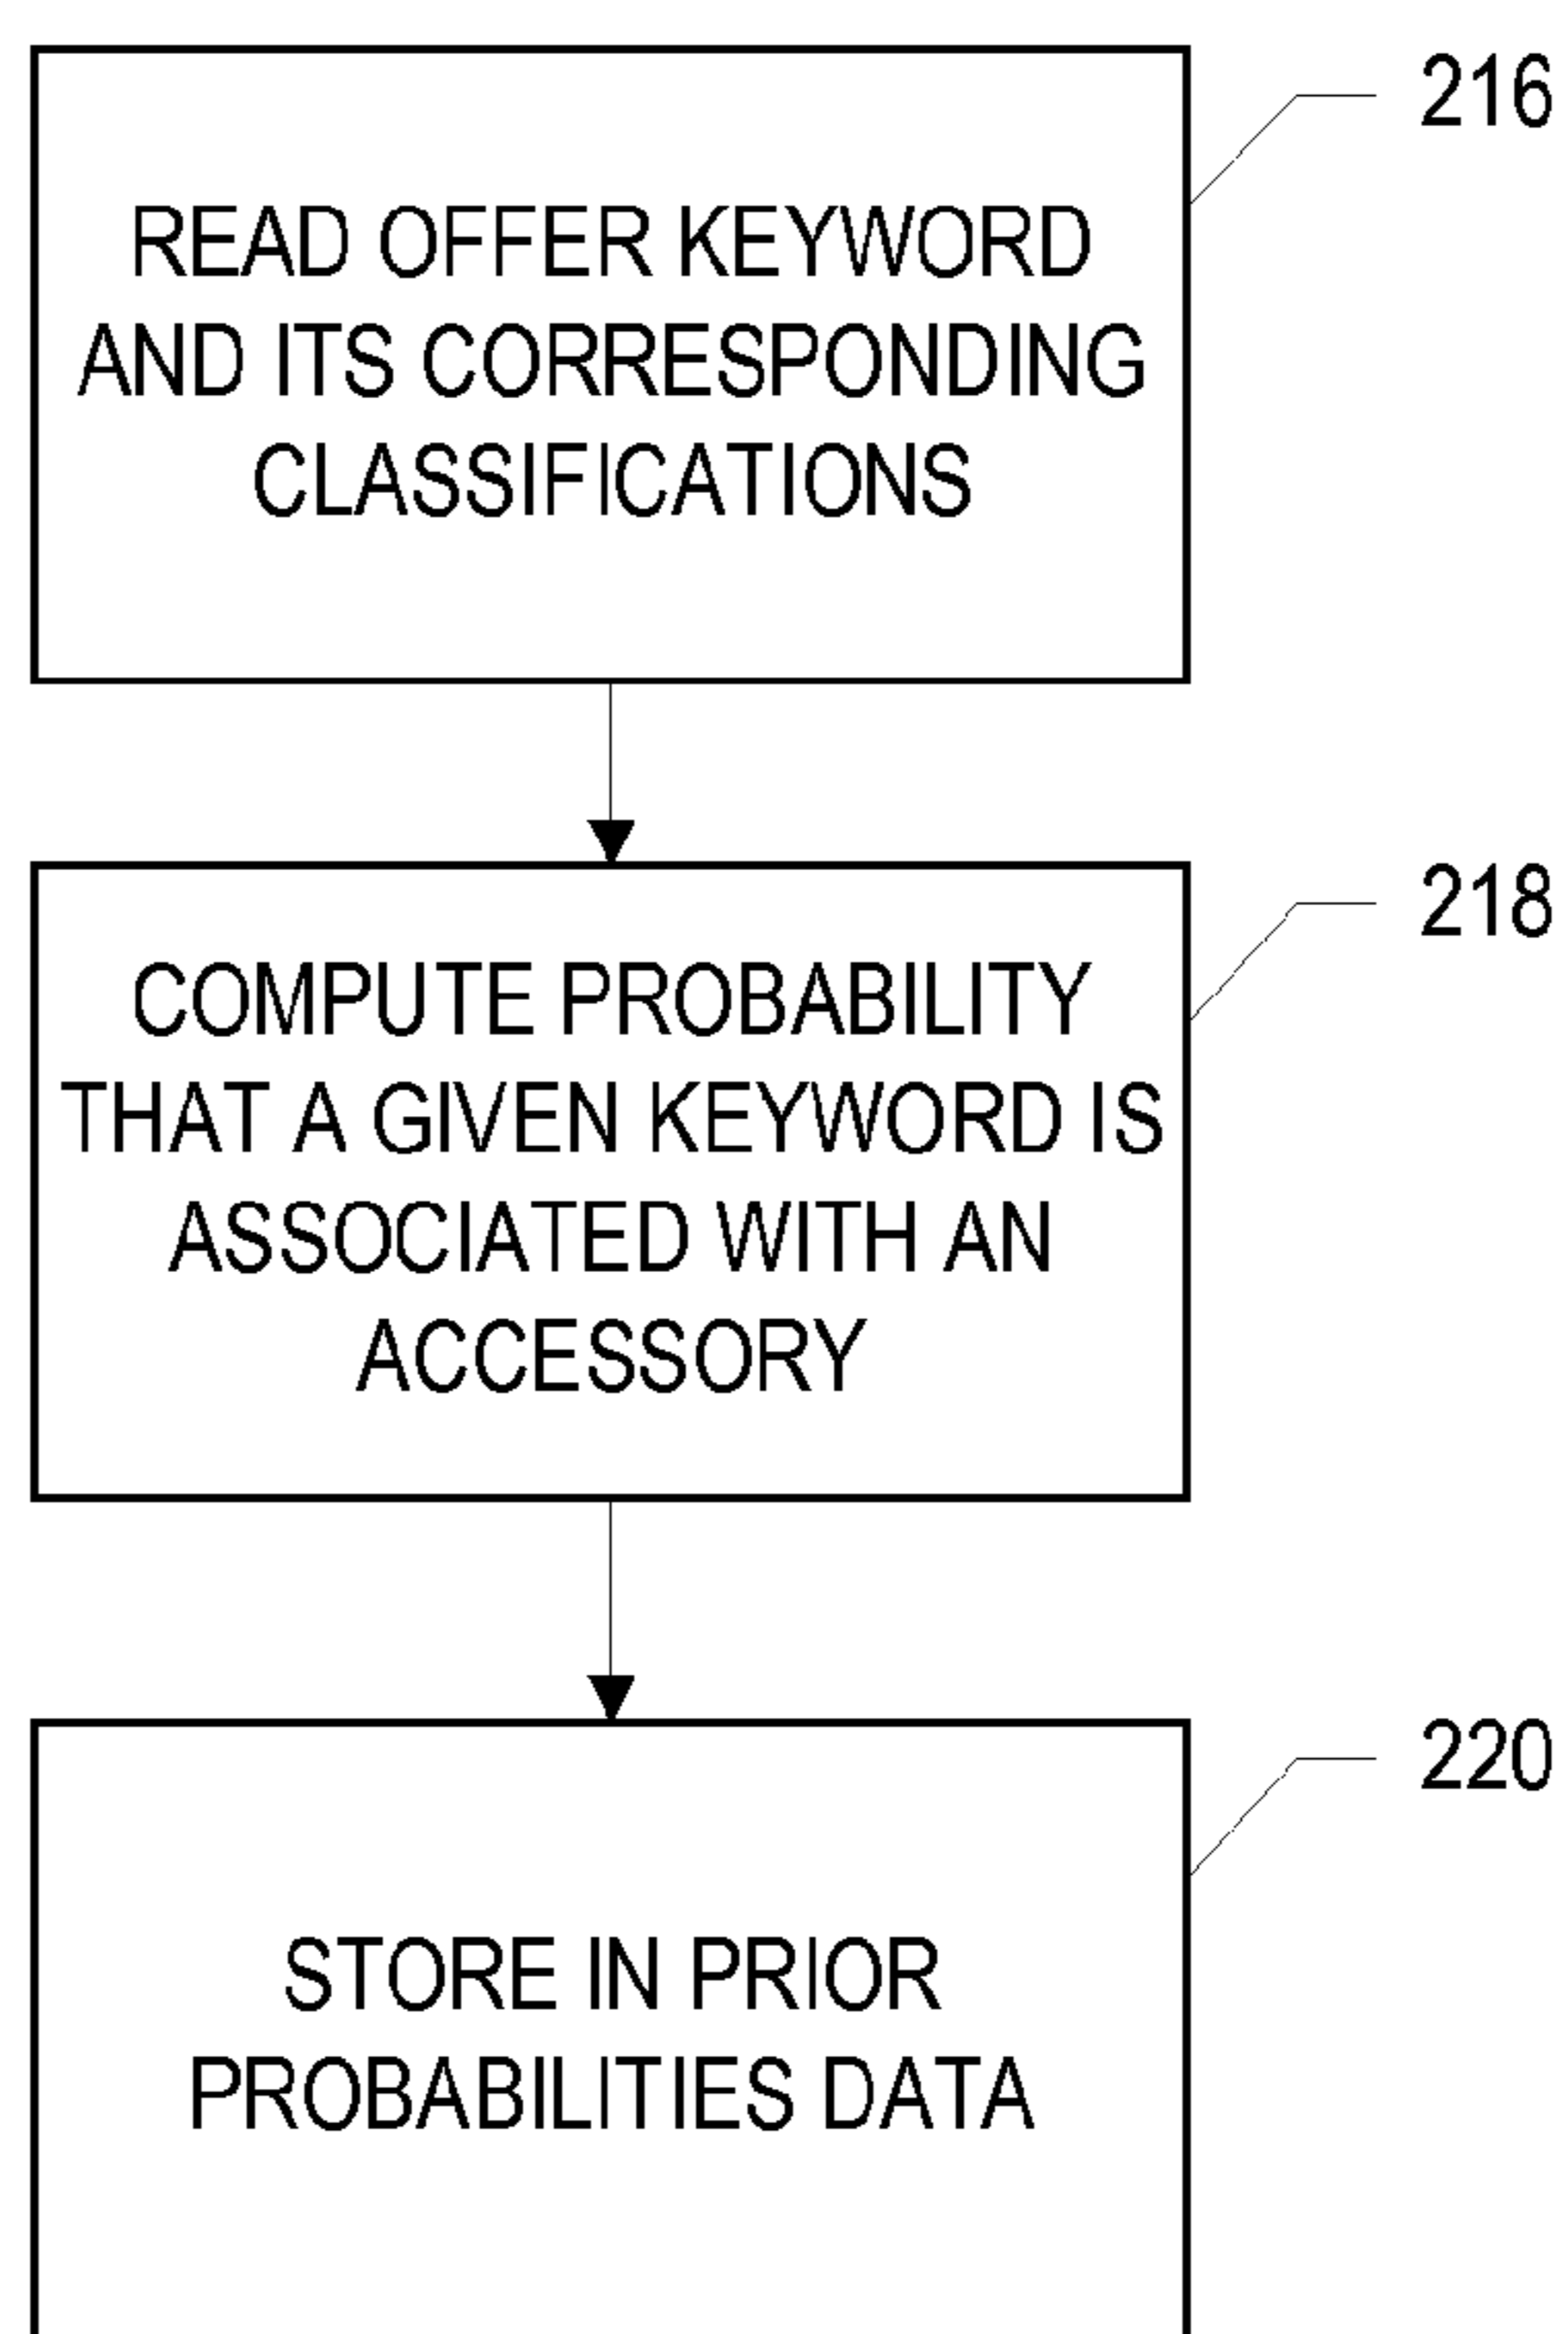 216
READ OFFER KEYWORD
AND ITS CORRESPONDING
CLASSIFICATIONS
218
COMPUTE PROBABILITY
THAT A GIVEN KEYWORD IS
ASSOCIATED WITH AN
ACCESSORY
220
STORE IN PRIOR
PROBABILITIES DATA